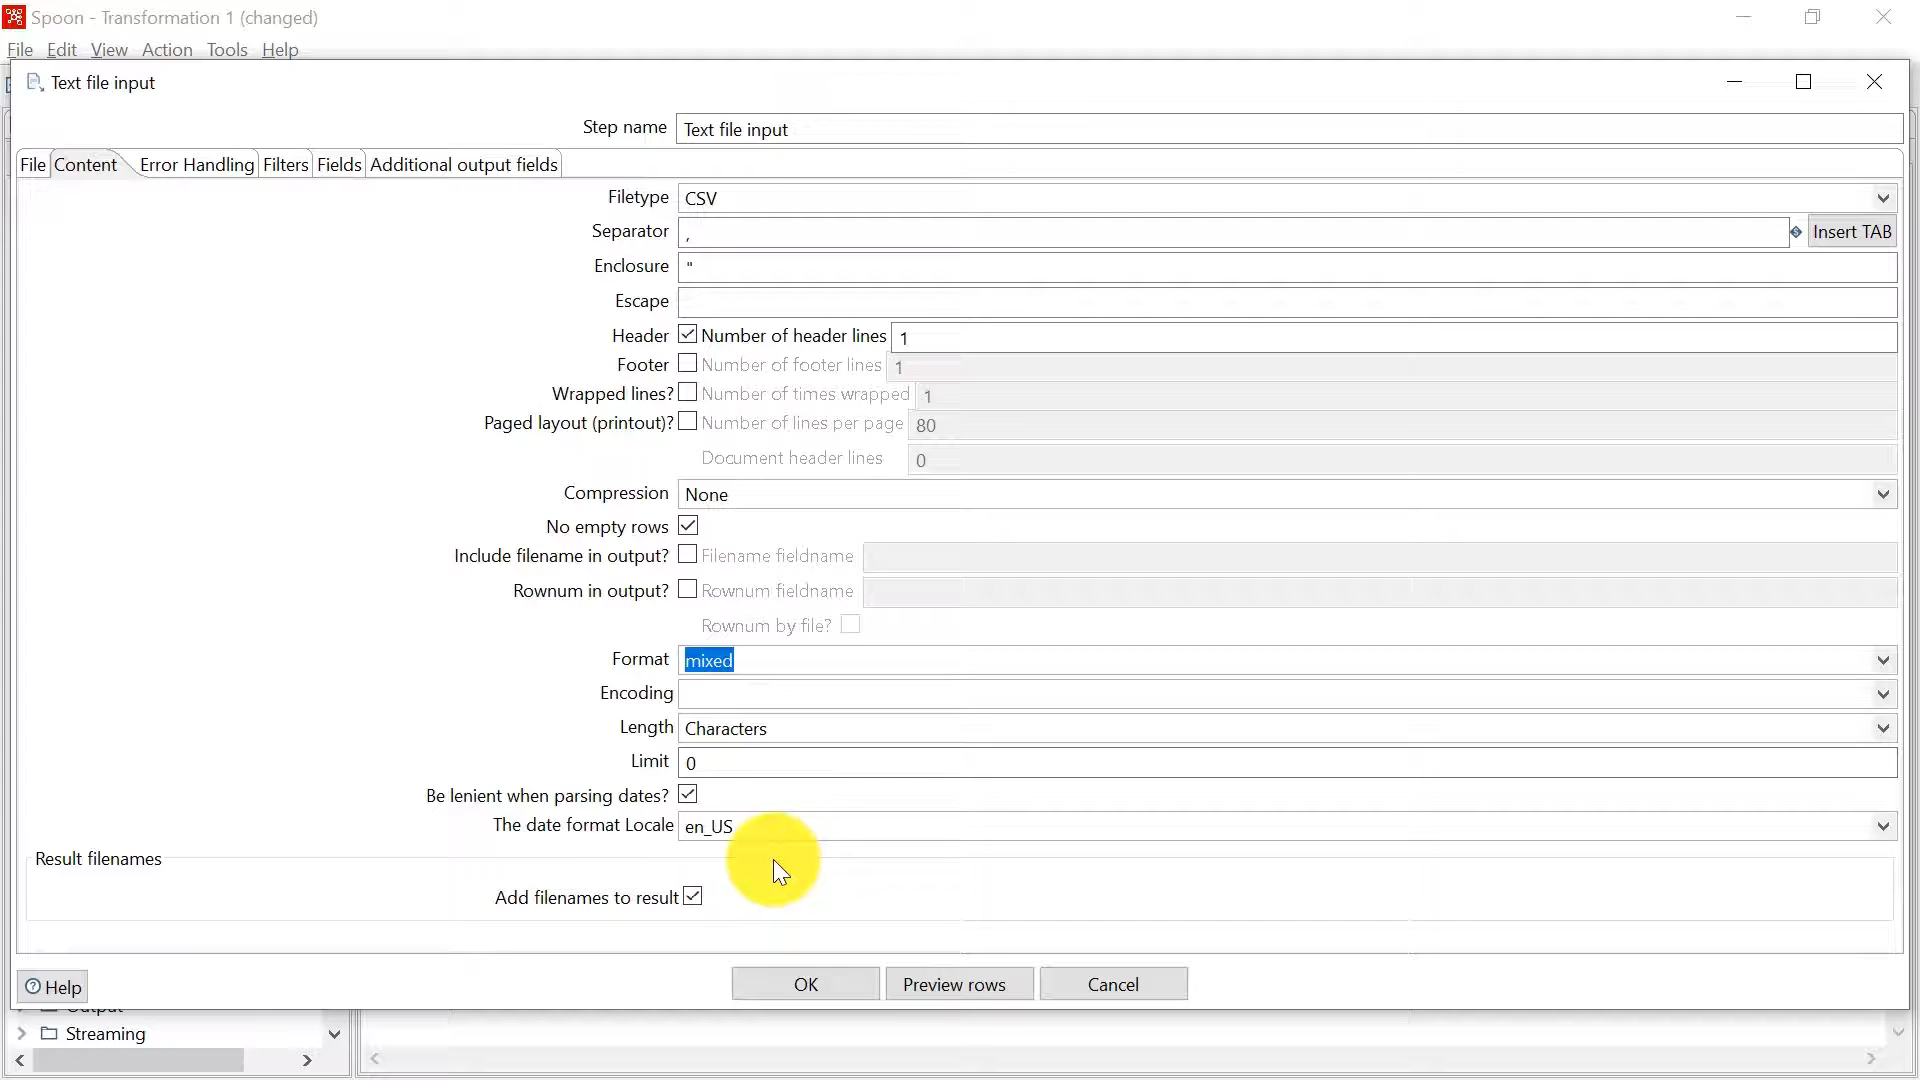 Spoon - Transformation 1 (changed)
File Edit View Action Tools Help
Text file input
Step name Text file input
File Content Error Handling Filters Fields Additional output fields
Filetype CSV
Separator , Insert TAB
Enclosure "
Escape
Header Number of header lines 1
Footer Number of footer lines 1
Wrapped lines? Number of times wrapped 1
Paged layout (printout)? Number of lines per page 80
Document header lines 0
Compression None
No empty rows
Include filename in output? Filename fieldname
Rownum in output? Rownum fieldname
Rownum by file?
Format mixed
Encoding
Length Characters
Limit 0
Be lenient when parsing dates?
The date format Locale en_US
Result filenames
Add filenames to result
Help OK Preview rows Cancel
Output
Streaming